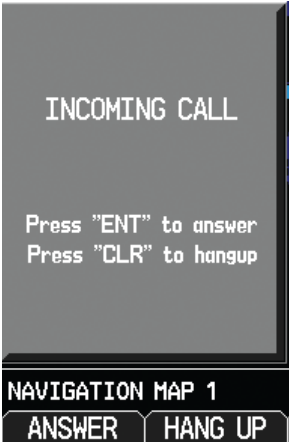 INCOMING CALL
Press "ENT" to answer
Press "CLR" to hangup
NAVIGATION MAP 1
ANSWER HANG UP